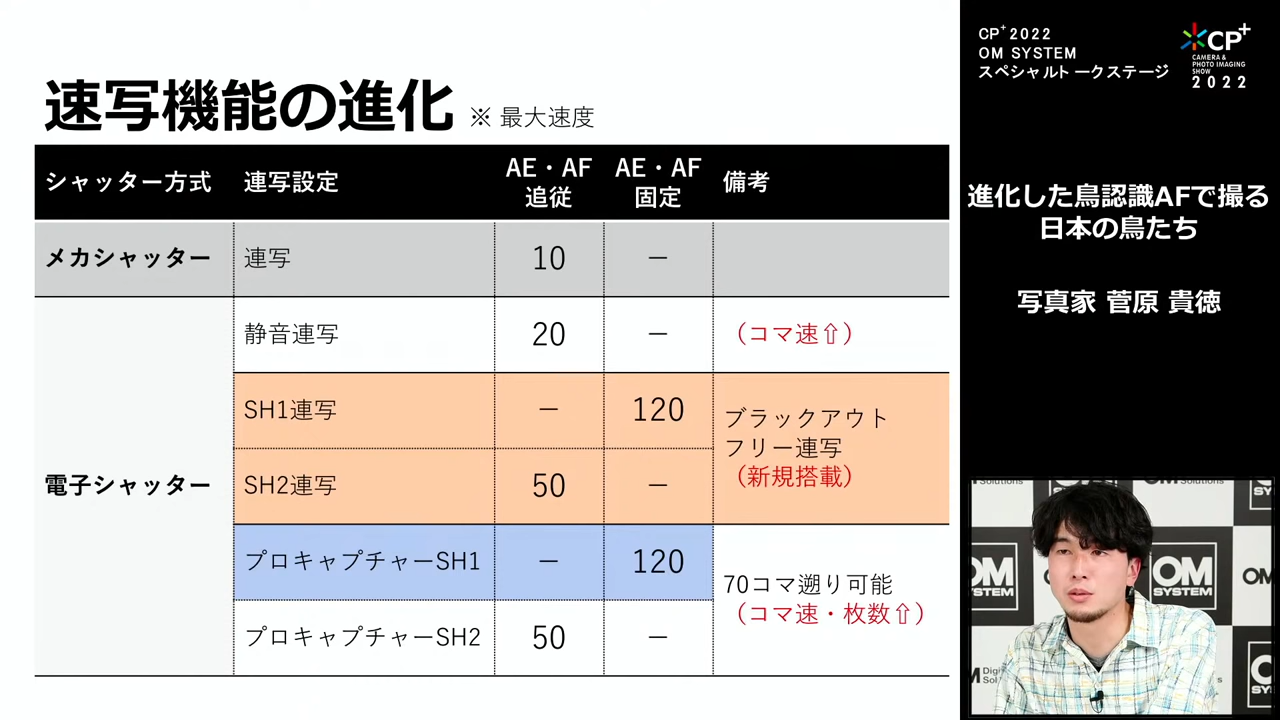 速写機能の進化 ※ 最大速度
シャッター方式 連写設定 AE・AF 追従 AE・AF 固定 備考
メカシャッター 連写 10 －
電子シャッター
静音連写 20 － （コマ速⇧）
SH1連写 － 120
SH2連写 50 －
ブラックアウト
フリー連写
（新規搭載）
プロキャプチャーSH1 － 120
プロキャプチャーSH2 50 －
70コマ遡り可能
（コマ速・枚数⇧）
CP+2022
OM SYSTEM
スペシャルトークステージ
CP+
CAMERA &
PHOTO IMAGING
SHOW
2022
進化した鳥認識AFで撮る
日本の鳥たち
写真家 菅原 貴徳
Solutions
OM
SYSTEM
OM
SYSTEM
OM